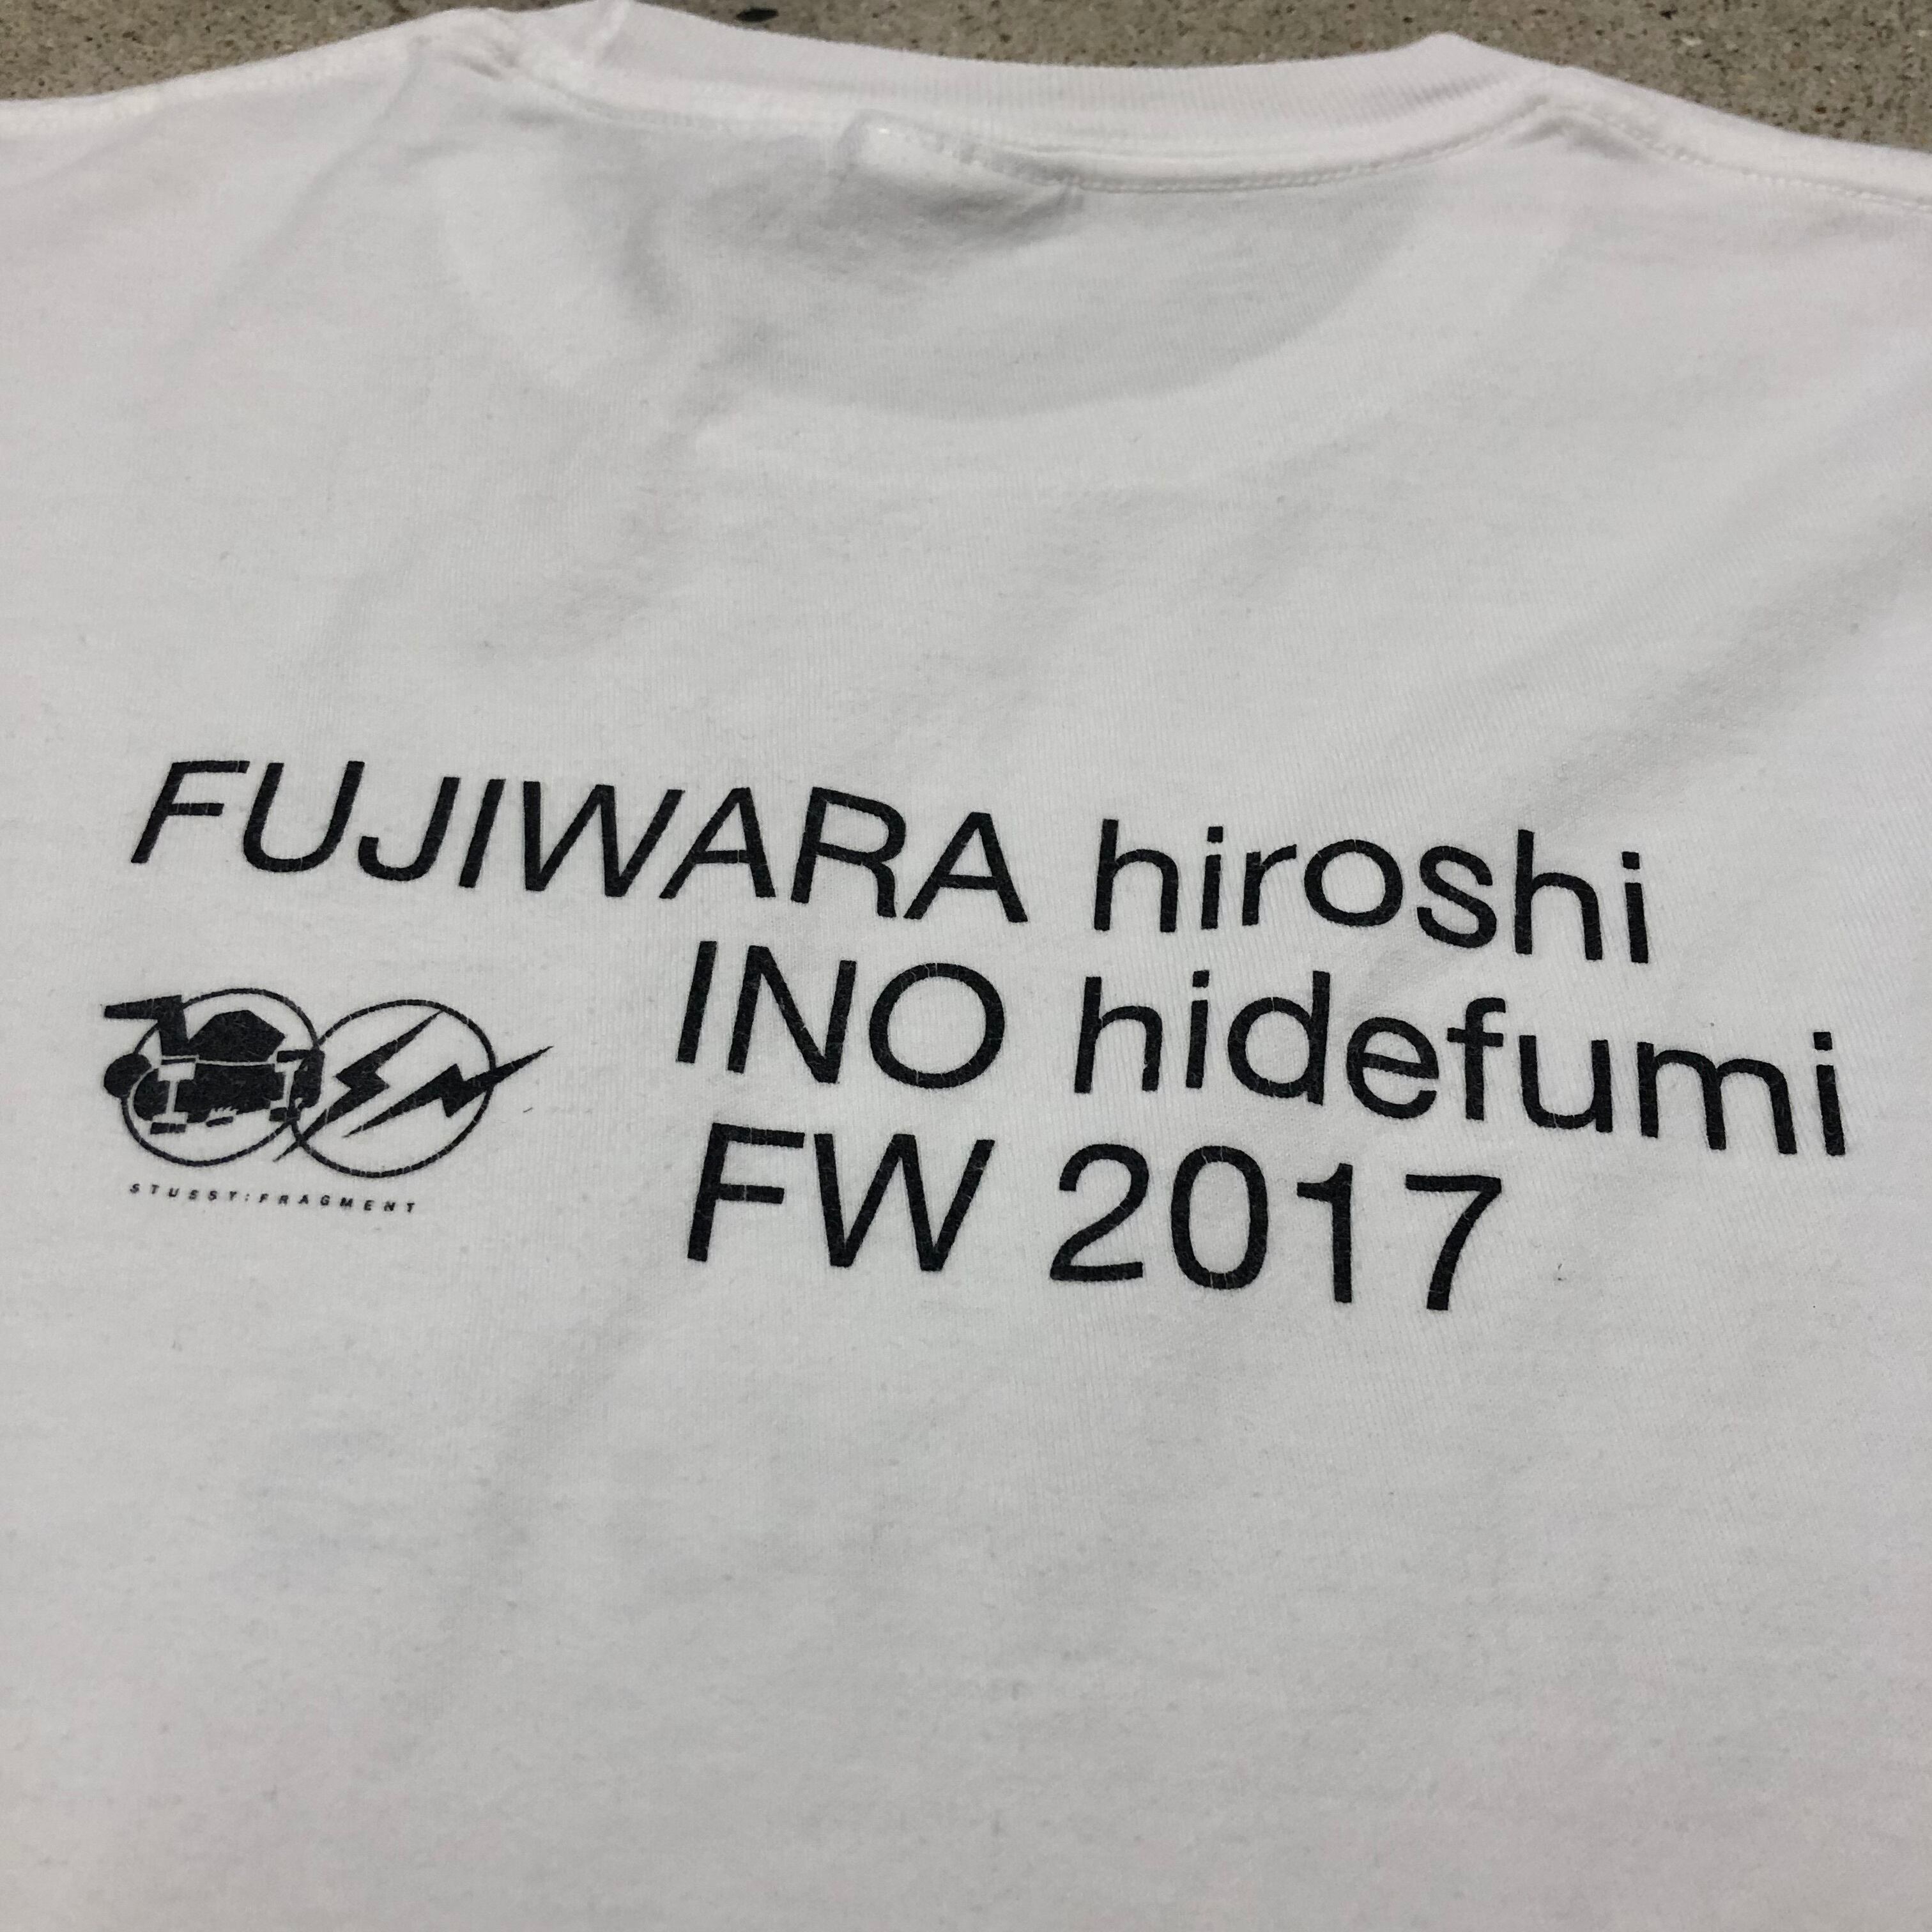 FUJIWARA hiroshi
INO hidefumi
FW 2017
STUSSY:FRAGMENT